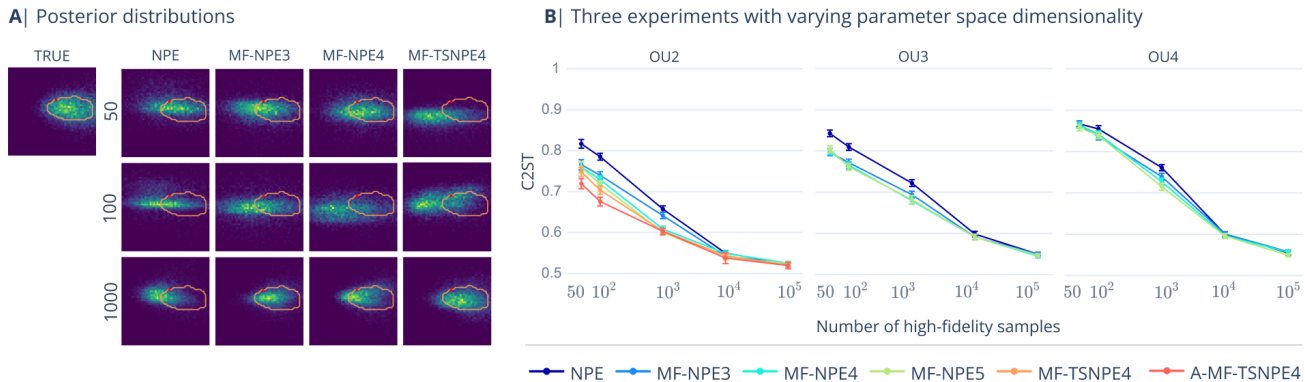 A| Posterior distributions
TRUE
NPE
MF-NPE3
MF-NPE4
MF-TSNPE4
50
100
1000
B| Three experiments with varying parameter space dimensionality
OU2
OU3
OU4
C2ST
1
0.9
0.8
0.7
0.6
0.5
50 10² 10³ 10⁴ 10⁵
50 10² 10³ 10⁴ 10⁵
50 10² 10³ 10⁴ 10⁵
Number of high-fidelity samples
NPE MF-NPE3 MF-NPE4 MF-NPE5 MF-TSNPE4 A-MF-TSNPE4